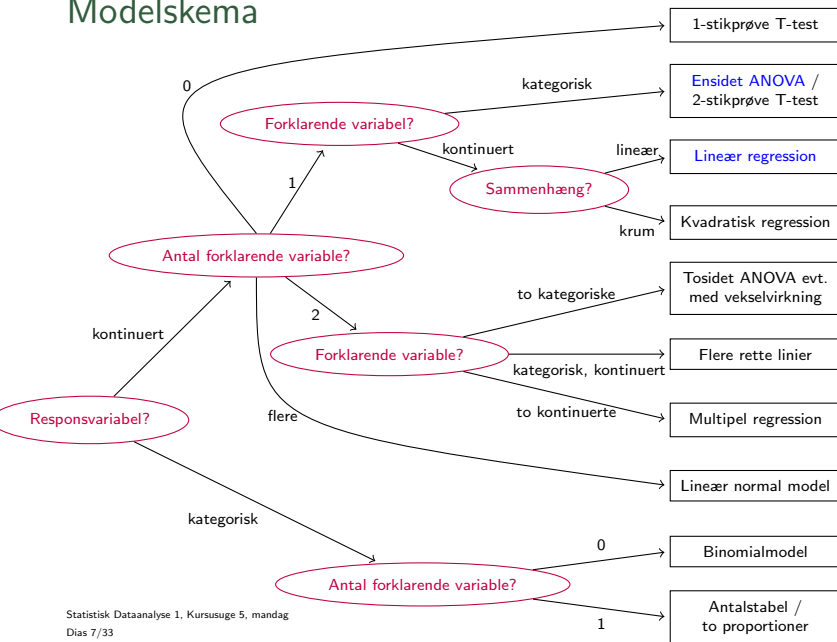 Modelskema
1-stikprøve T-test
0
kategorisk
Ensidet ANOVA /
2-stikprøve T-test
Forklarende variabel?
kontinuert
lineær
Lineær regression
1
Sammenhæng?
krum
Kvadratisk regression
Antal forklarende variable?
to kategoriske
Tosidet ANOVA evt.
med vekselvirkning
2
kontinuert
Forklarende variable?
Flere rette linier
kategorisk, kontinuert
Responsvariabel?
flere
to kontinuerte
Multipel regression
Lineær normal model
kategorisk
0
Binomialmodel
Antal forklarende variable?
1
Antalstabel /
to proportioner
Statistisk Dataanalyse 1, Kursusuge 5, mandag
Dias 7/33